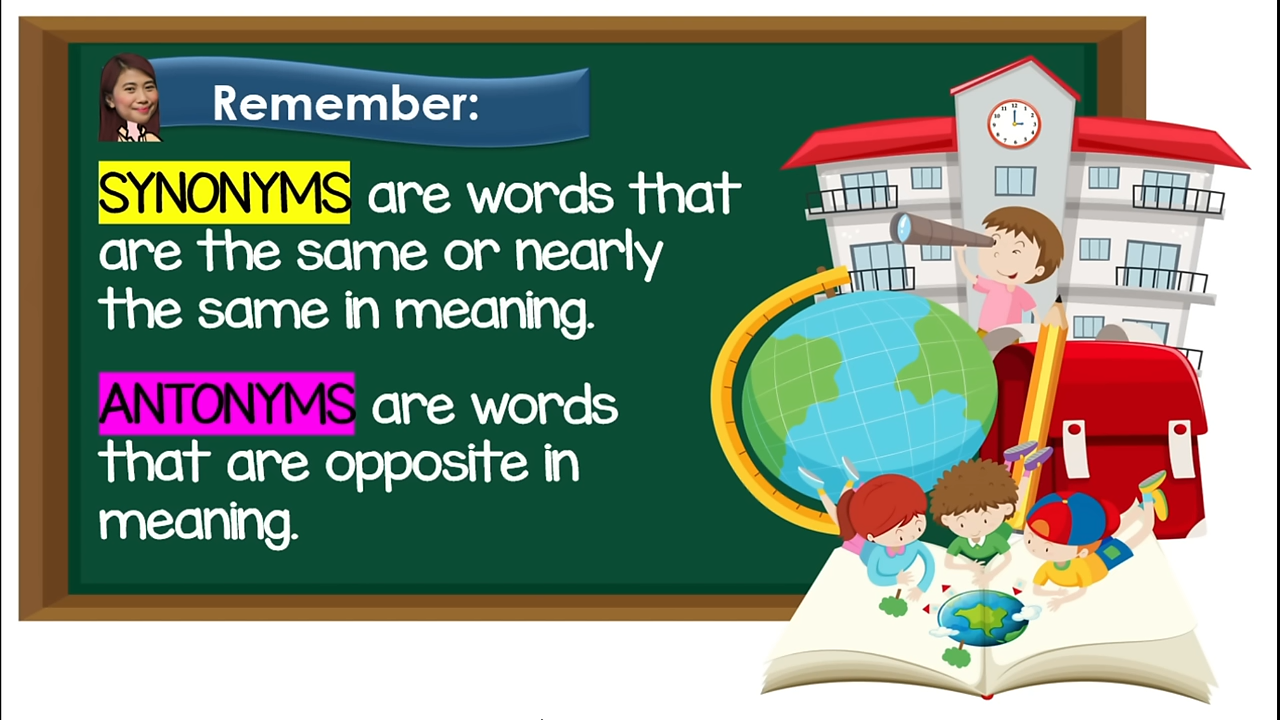 Remember:
SYNONYMS are words that
are the same or nearly
the same in meaning.
ANTONYMS are words
that are opposite in
meaning.